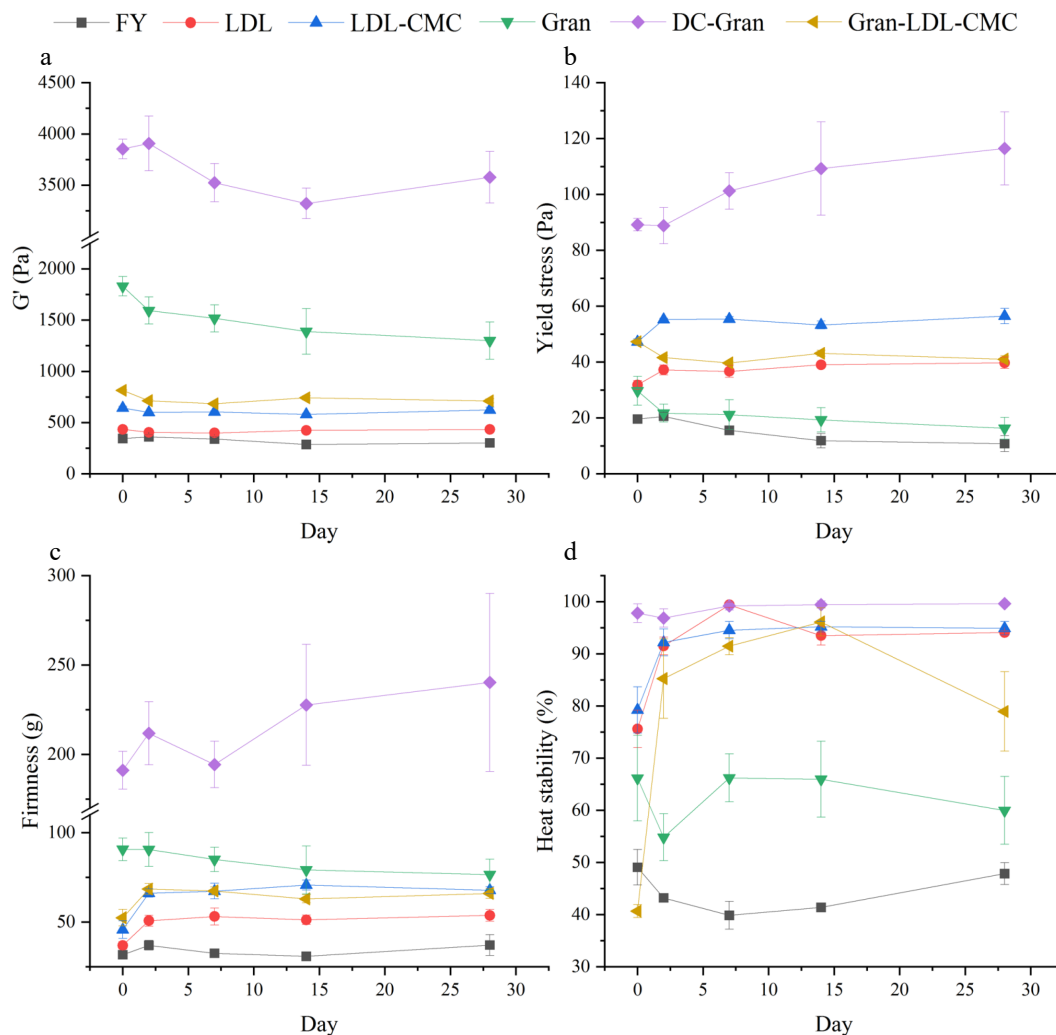 FY LDL LDL-CMC Gran DC-Gran Gran-LDL-CMC
a
4500
4000
3500
2000
1500
1000
500
0
G' (Pa)
0 5 10 15 20 25 30
Day
b
140
120
100
80
60
40
20
0
Yield stress (Pa)
0 5 10 15 20 25 30
Day
c
300
250
200
100
50
Firmness (g)
0 5 10 15 20 25 30
Day
d
100
90
80
70
60
50
40
30
Heat stability (%)
0 5 10 15 20 25 30
Day